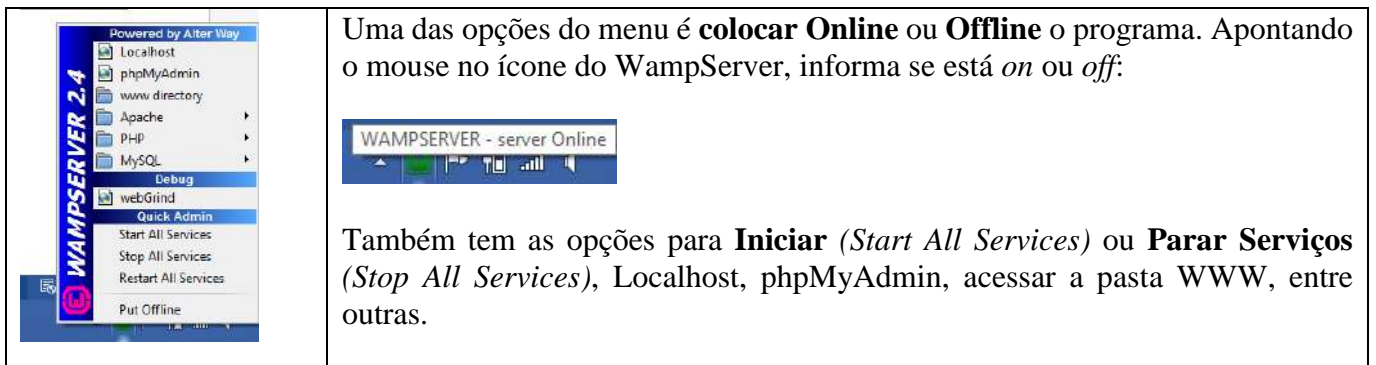 Powered by Alter Way
Localhost
phpMyAdmin
www directory
Apache
PHP
MySQL
Debug
webGrind
Quick Admin
Start All Services
Stop All Services
Restart All Services
Put Offline
WAMPSERVER 2.4
Uma das opções do menu é colocar Online ou Offline o programa. Apontando
o mouse no ícone do WampServer, informa se está on ou off:
WAMPSERVER - server Online
Também tem as opções para Iniciar (Start All Services) ou Parar Serviços
(Stop All Services), Localhost, phpMyAdmin, acessar a pasta WWW, entre
outras.